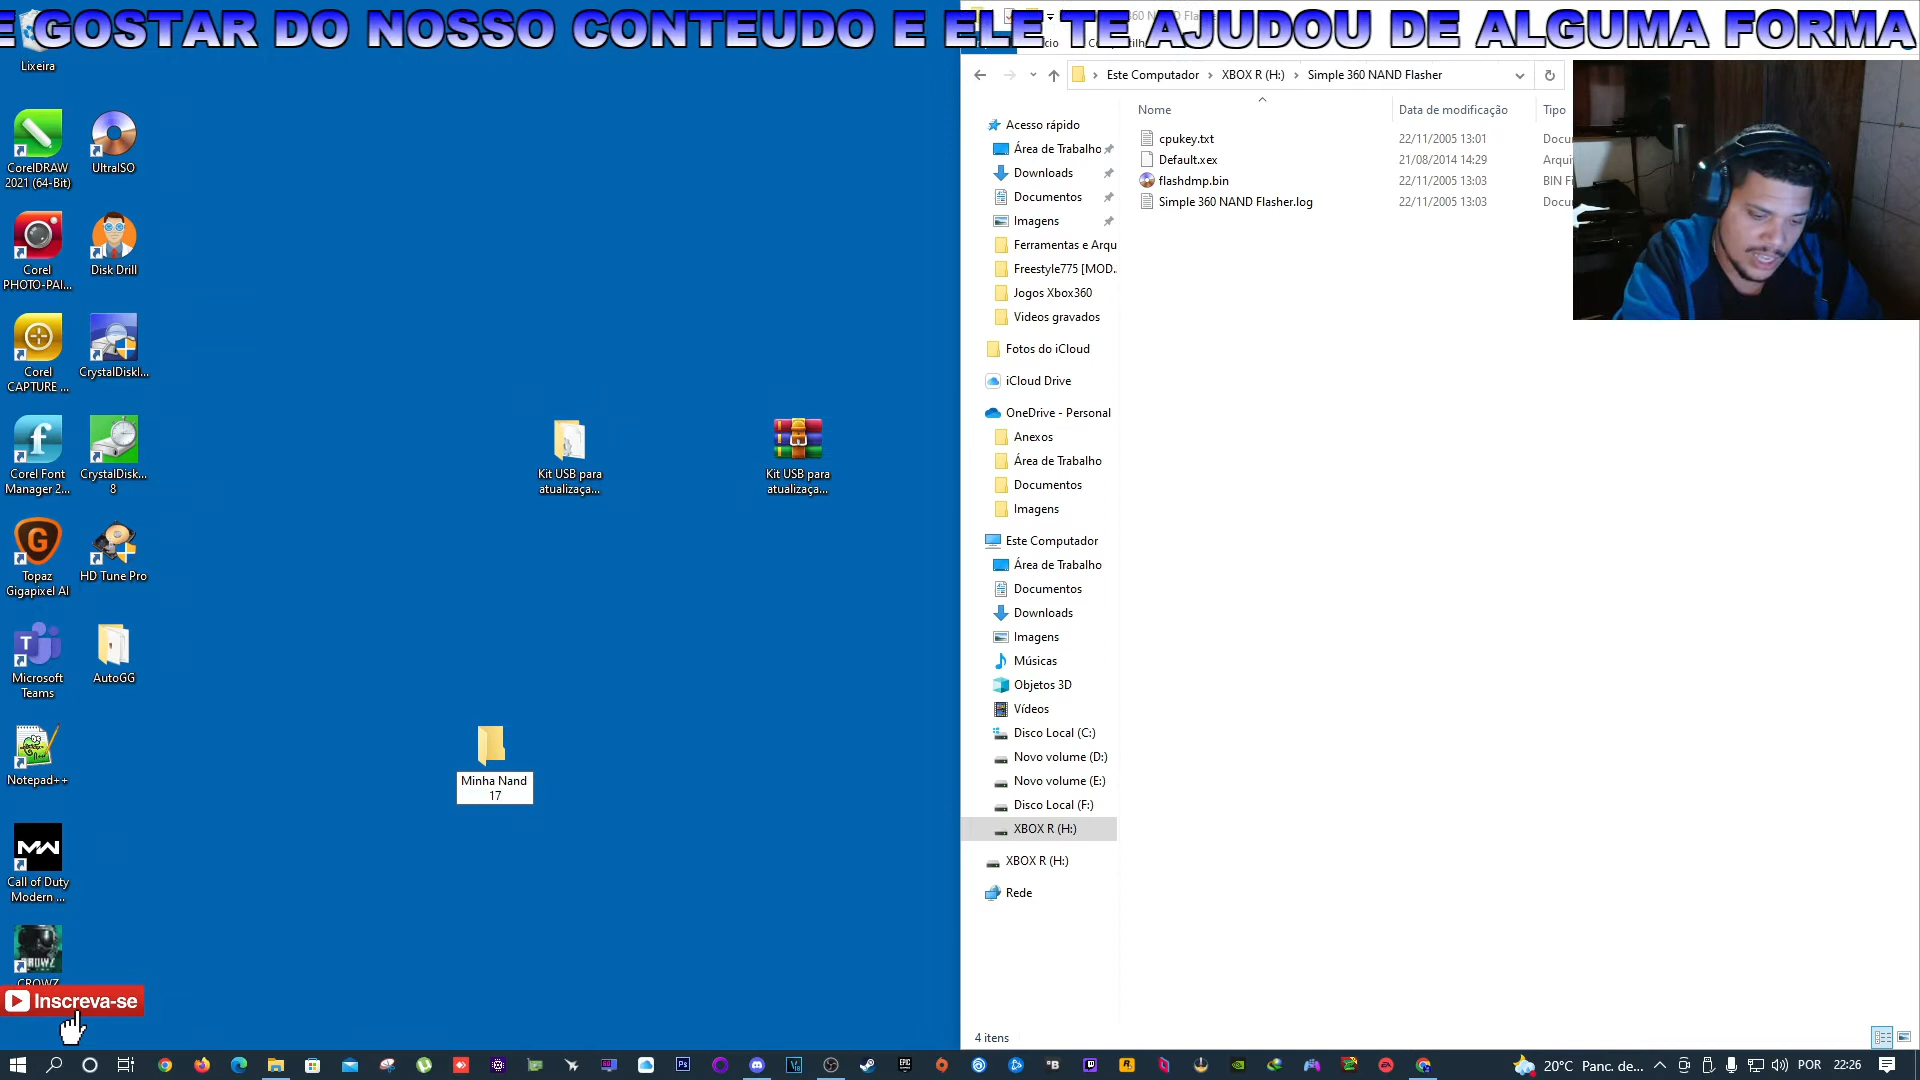 E GOSTAR DO NOSSO CONTEUDO E ELE TE AJUDOU DE ALGUMA FORMA
Lixeira
CorelDRAW
2021 (64-Bit)
UltraISO
Corel
PHOTO-PAI...
Disk Drill
Corel
CAPTURE ...
CrystalDiskI...
Corel Font
Manager 2...
CrystalDisk...
8
Topaz
Gigapixel AI
HD Tune Pro
Microsoft
Teams
AutoGG
Notepad++
Call of Duty
Modern ...
CROWZ
Inscreva-se
Kit USB para
atualizaça...
Kit USB para
atualizaça...
Minha Nand
17
Este Computador
XBOX R (H:)
Simple 360 NAND Flasher
Nome
Data de modificação
Tipo
cpukey.txt
22/11/2005 13:01
Docu
Default.xex
21/08/2014 14:29
Arqui
flashdmp.bin
22/11/2005 13:03
BIN Fi
Simple 360 NAND Flasher.log
22/11/2005 13:03
Docu
Acesso rápido
Área de Trabalho
Downloads
Documentos
Imagens
Ferramentas e Arqu
Freestyle775 [MOD..
Jogos Xbox360
Videos gravados
Fotos do iCloud
iCloud Drive
OneDrive - Personal
Anexos
Área de Trabalho
Documentos
Imagens
Este Computador
Área de Trabalho
Documentos
Downloads
Imagens
Músicas
Objetos 3D
Vídeos
Disco Local (C:)
Novo volume (D:)
Novo volume (E:)
Disco Local (F:)
XBOX R (H:)
XBOX R (H:)
Rede
4 itens
20°C Panc. de...
POR
22:26